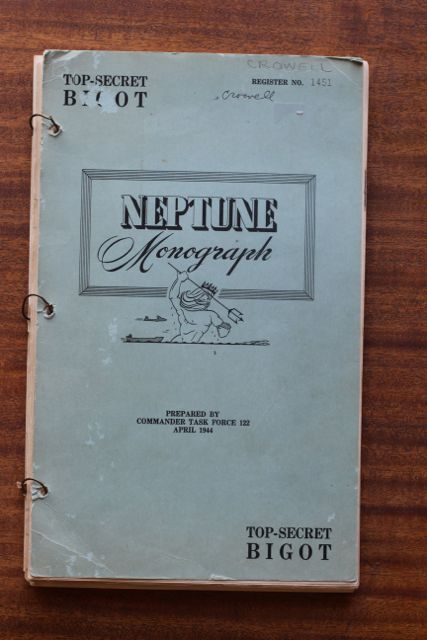 CROWELL
TOP-SECRET
BIGOT
REGISTER NO. 1451
Crowell
NEPTUNE
Monograph
PREPARED BY
COMMANDER TASK FORCE 122
APRIL 1944
TOP-SECRET
BIGOT